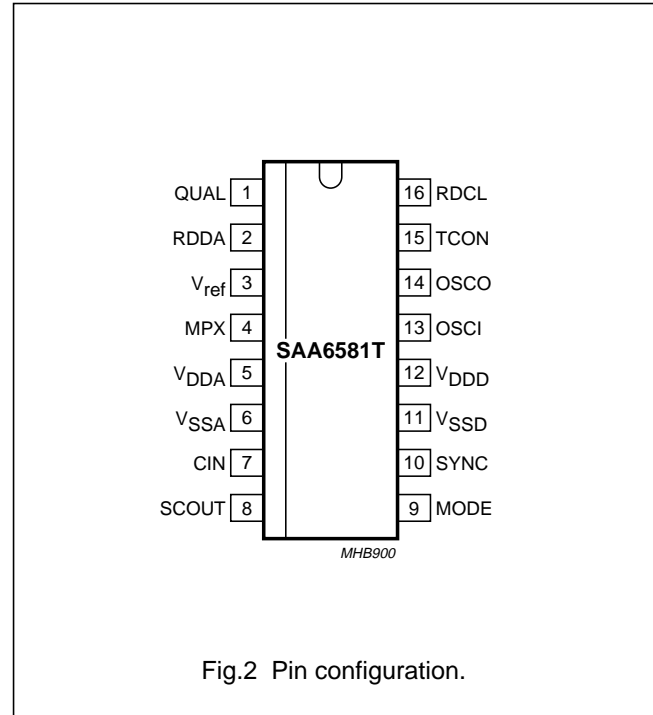 QUAL 1 16 RDCL
RDDA 2 15 TCON
Vref 3 14 OSCO
MPX 4 13 OSCI
SAA6581T
VDDA 5 12 VDDD
VSSA 6 11 VSSD
CIN 7 10 SYNC
SCOUT 8 9 MODE
MHB900
Fig.2 Pin configuration.